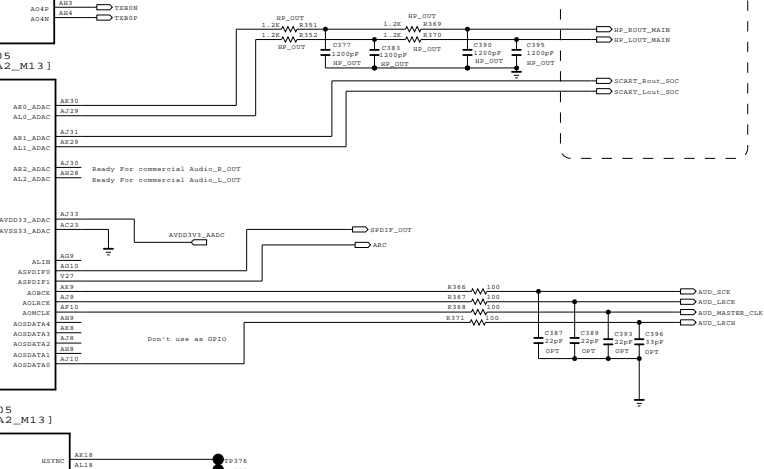 AO4P AH3 TXB0N
AO4N AH4 TXB0P
HP_OUT HP_OUT
1.2K R351 1.2K R369 HP_ROUT_MAIN
1.2K R352 1.2K R370 HP_LOUT_MAIN
HP_OUT HP_OUT
C377 1200pF HP_OUT
C383 1200pF HP_OUT
C390 1200pF HP_OUT
C395 1200pF HP_OUT
05
A2_M13]
SCART_Rout_SOC
SCART_Lout_SOC
AR0_ADAC AK30
AL0_ADAC AJ29
AR1_ADAC AJ31
AL1_ADAC AK29
AR2_ADAC AJ30 Ready For commercial Audio_R_OUT
AL2_ADAC AH28 Ready For commercial Audio_L_OUT
AVDD33_ADAC AJ33
AVSS33_ADAC AC23 AVDD3V3_AADC
SPDIF_OUT
ARC
ALIN AG9
ASPDIF0 AG10
ASPDIF1 V27
AOBCK AK9 R366 100 AUD_SCK
AOLRCK AJ9 R367 100 AUD_LRCK
AOMCLK AF10 R368 100 AUD_MASTER_CLK
AOSDATA4 AH9 R371 100 AUD_LRCH
AOSDATA3 AK8
AOSDATA2 AJ8 Don't use as GPIO
AOSDATA1 AH8
AOSDATA0 AJ10
C387 22pF OPT
C389 22pF OPT
C393 22pF OPT
C396 33pF OPT
05
A2_M13]
HSYNC AK18 TP376
AL18